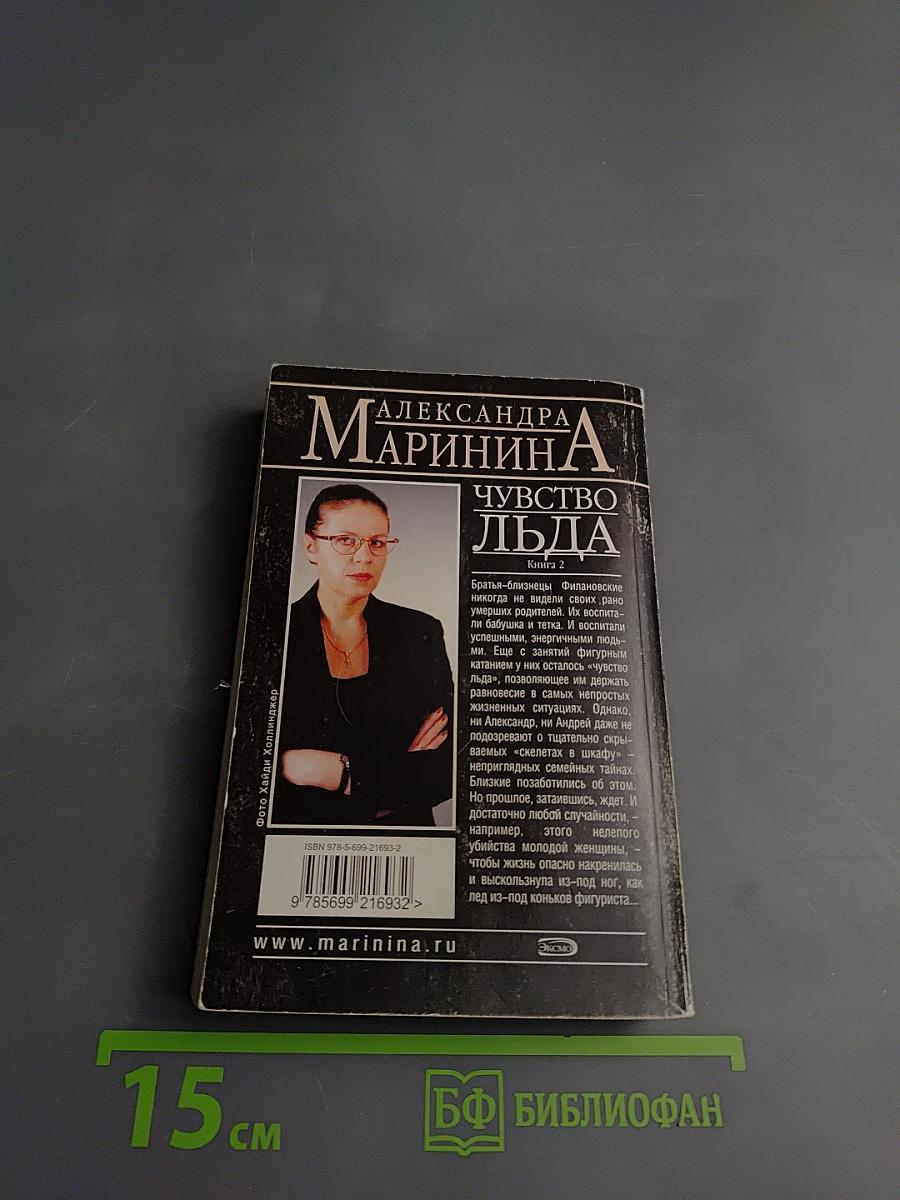 АЛЕКСАНДРА
МАРИНИНА
ЧУВСТВО
ЛЬДА
Книга 2
Братья-близнецы Филановские
никогда не видели своих рано
умерших родителей. Их воспита-
ли бабушка и тетка. И воспитали
успешными, энергичными людь-
ми. Еще с занятий фигурным
катанием у них осталось «чувство
льда», позволяющее им держать
равновесие в самых непростых
жизненных ситуациях. Однако,
ни Александр, ни Андрей даже не
подозревают о тщательно скры-
ваемых «скелетах в шкафу» –
неприглядных семейных тайнах.
Близкие позаботились об этом.
Но прошлое, затаившись, ждет. И
достаточно любой случайности, –
например, этого нелепого
убийства молодой женщины, –
чтобы жизнь опасно накренилась
и выскользнула из-под ног, как
лед из-под коньков фигуриста...
Фото Хайди Холлинджер
ISBN 978-5-699-21693-2
9 785699 216932 >
www.marinina.ru
ЭКСМО
15 см
БФ БИБЛИОФАН